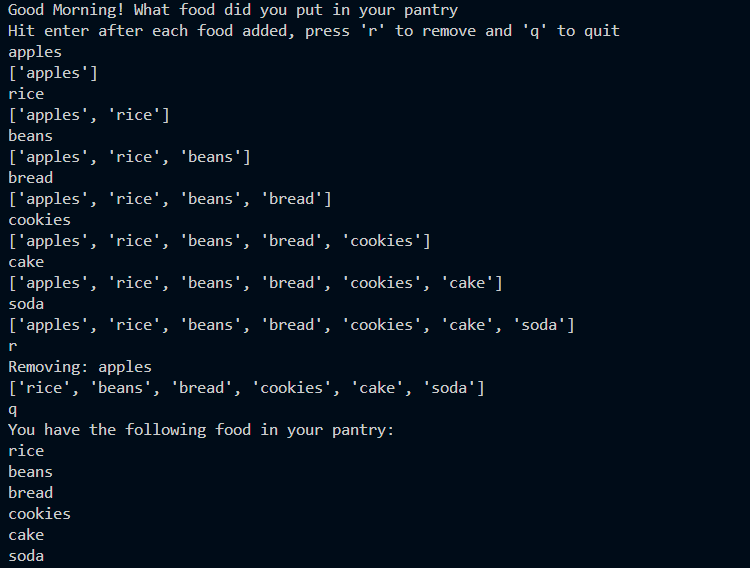 Good Morning! What food did you put in your pantry
Hit enter after each food added, press 'r' to remove and 'q' to quit
apples
['apples']
rice
['apples', 'rice']
beans
['apples', 'rice', 'beans']
bread
['apples', 'rice', 'beans', 'bread']
cookies
['apples', 'rice', 'beans', 'bread', 'cookies']
cake
['apples', 'rice', 'beans', 'bread', 'cookies', 'cake']
soda
['apples', 'rice', 'beans', 'bread', 'cookies', 'cake', 'soda']
r
Removing: apples
['rice', 'beans', 'bread', 'cookies', 'cake', 'soda']
q
You have the following food in your pantry:
rice
beans
bread
cookies
cake
soda